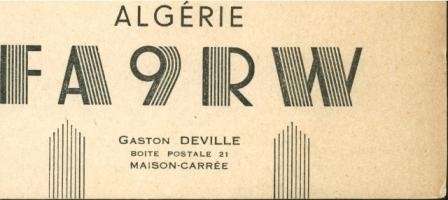 ALGÉRIE
FA9RW
GASTON DEVILLE
BOITE POSTALE 21
MAISON-CARRÉE